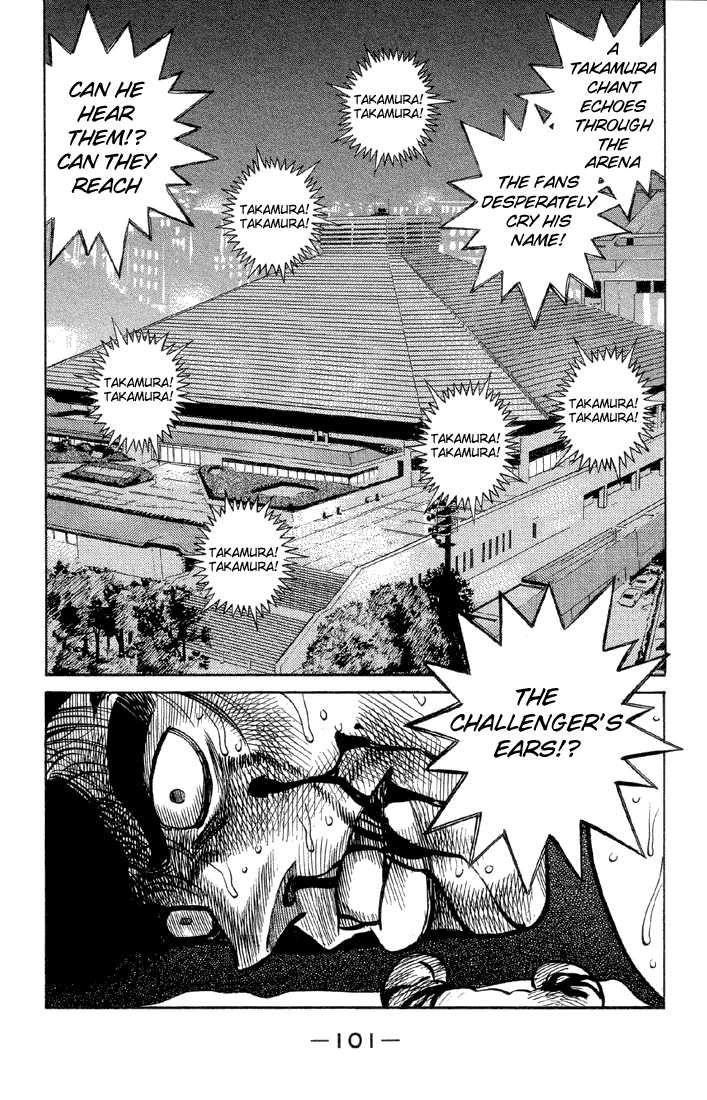 A
TAKAMURA
CHANT
ECHOES
THROUGH
THE
ARENA
THE FANS
DESPERATELY
CRY HIS
NAME!
TAKAMURA!
TAKAMURA!
CAN HE
HEAR
THEM!?
CAN THEY
REACH
TAKAMURA!
TAKAMURA!
TAKAMURA!
TAKAMURA!
TAKAMURA!
TAKAMURA!
TAKAMURA!
TAKAMURA!
TAKAMURA!
TAKAMURA!
THE
CHALLENGER'S
EARS!?
—101—